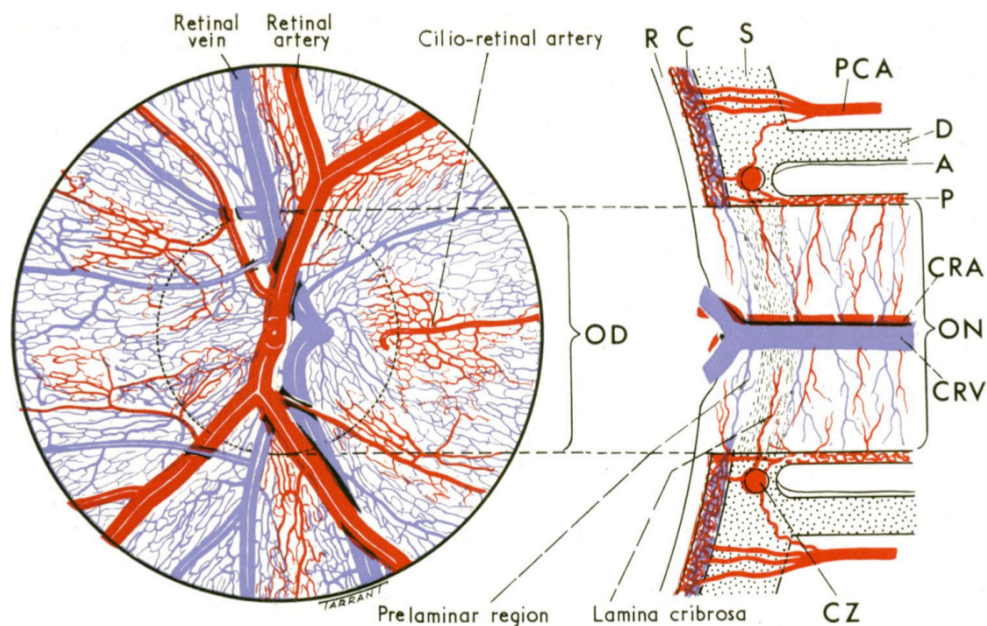 Retinal
vein
Retinal
artery
Cilio-retinal artery
R C S
PCA
D
A
P
CRA
OD
ON
CRV
TARRANT
Prelaminar region
Lamina cribrosa
CZ